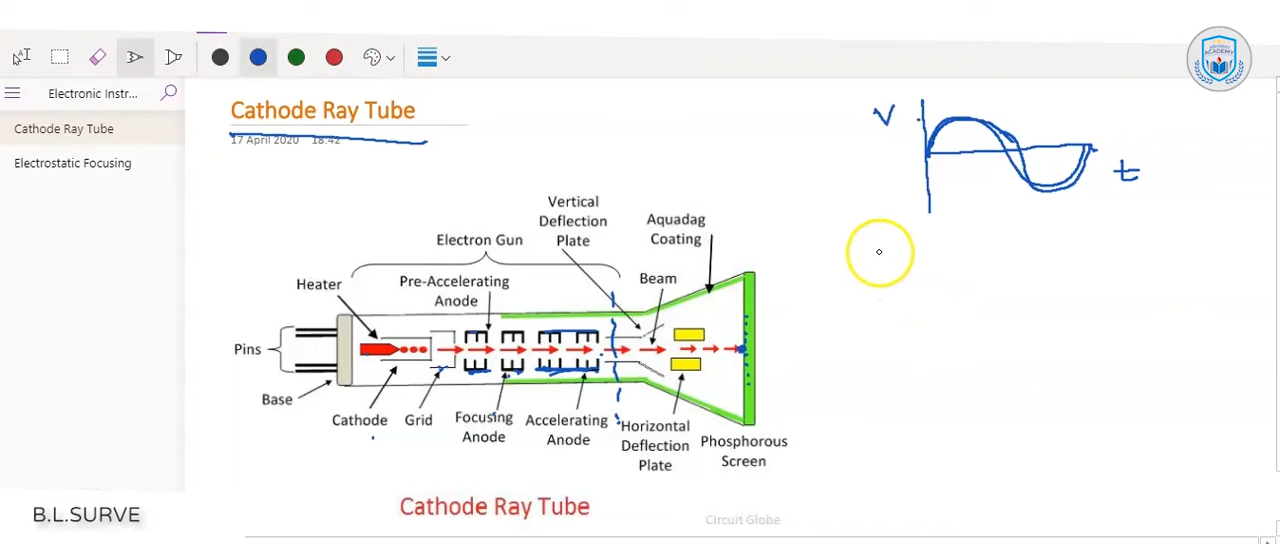 Electronic Instr...
Cathode Ray Tube
Electrostatic Focusing
Cathode Ray Tube
17 April 2020 18:42
V
t
Vertical
Deflection
Plate
Aquadag
Coating
Electron Gun
Beam
Heater
Pre-Accelerating
Anode
Pins
Base
Cathode
Grid
Focusing
Anode
Accelerating
Anode
Horizontal
Deflection
Plate
Phosphorous
Screen
Cathode Ray Tube
Circuit Globe
B.L.SURVE